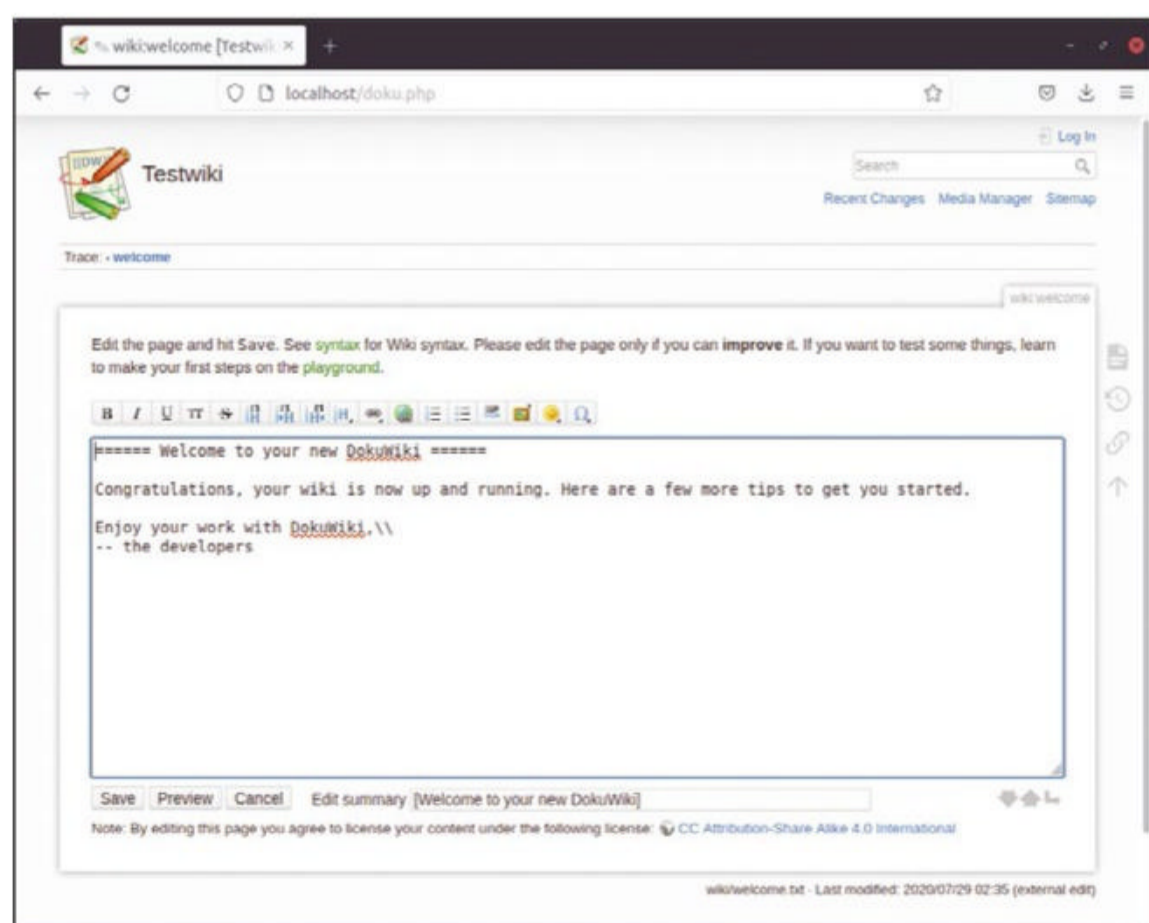 wiki:welcome [Testwik
localhost/doku.php
Log In
Testwiki
Search
Recent Changes Media Manager Sitemap
Trace: • welcome
wiki:welcome
Edit the page and hit Save. See syntax for Wiki syntax. Please edit the page only if you can improve it. If you want to test some things, learn
to make your first steps on the playground.
B I U TT S
====== Welcome to your new DokuWiki ======
Congratulations, your wiki is now up and running. Here are a few more tips to get you started.
Enjoy your work with DokuWiki,\\
-- the developers
Save Preview Cancel Edit summary [Welcome to your new DokuWiki]
Note: By editing this page you agree to license your content under the following license: CC Attribution-Share Alike 4.0 International
wiki/welcome.txt · Last modified: 2020/07/29 02:35 (external edit)